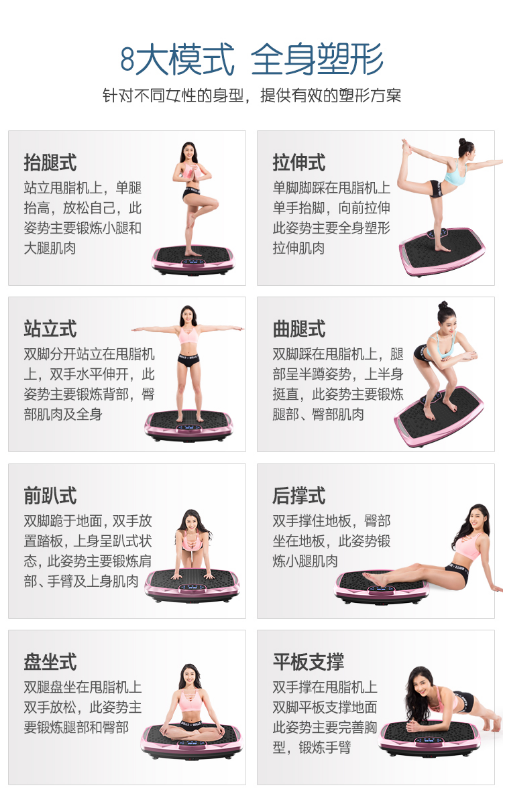 8大模式 全身塑形
针对不同女性的身型，提供有效的塑形方案
抬腿式
站立甩脂机上，单腿
抬高，放松自己，此
姿势主要锻炼小腿和
大腿肌肉
拉伸式
单脚脚踩在甩脂机上
单手抬脚，向前拉伸
此姿势主要全身塑形
拉伸肌肉
站立式
双脚分开站立在甩脂机
上，双手水平伸开，此
姿势主要锻炼背部，臀
部肌肉及全身
曲腿式
双脚踩在甩脂机上，腿
部呈半蹲姿势，上半身
挺直，此姿势主要锻炼
腿部、臀部肌肉
前趴式
双脚跪于地面，双手放
置踏板，上身呈趴式状
态，此姿势主要锻炼肩
部、手臂及上身肌肉
后撑式
双手撑住地板，臀部
坐在地板，此姿势锻
炼小腿肌肉
盘坐式
双腿盘坐在甩脂机上
双手放松，此姿势主
要锻炼腿部和臀部
平板支撑
双手撑在甩脂机上
双脚平板支撑地面
此姿势主要完善胸
型，锻炼手臂